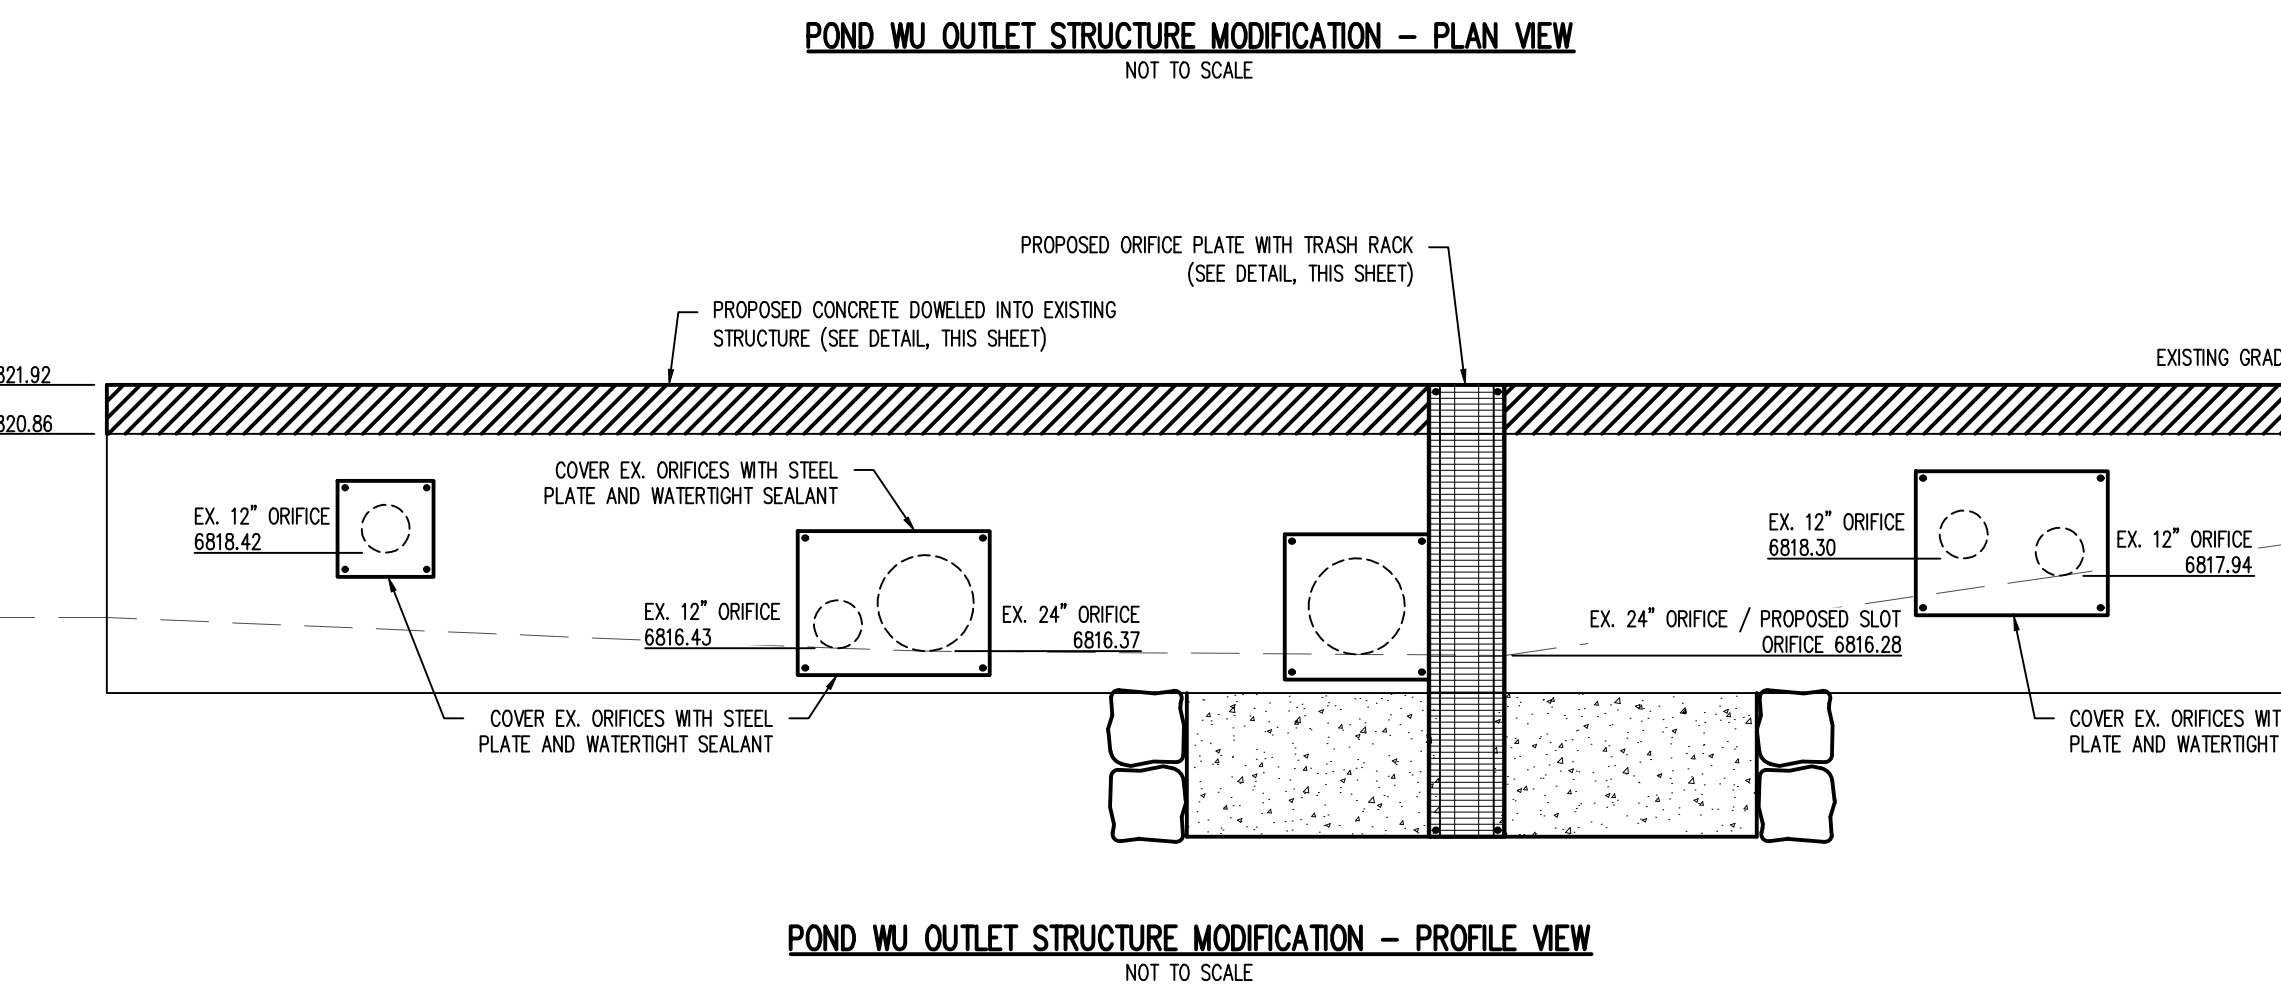 POND WU OUTLET STRUCTURE MODIFICATION – PLAN VIEW
NOT TO SCALE
PROPOSED ORIFICE PLATE WITH TRASH RACK
(SEE DETAIL, THIS SHEET)
PROPOSED CONCRETE DOWELED INTO EXISTING
STRUCTURE (SEE DETAIL, THIS SHEET)
EXISTING GRAD
821.92
820.86
COVER EX. ORIFICES WITH STEEL
PLATE AND WATERTIGHT SEALANT
EX. 12" ORIFICE
6818.42
EX. 12" ORIFICE
6816.43
EX. 24" ORIFICE
6816.37
EX. 12" ORIFICE
6818.30
EX. 12" ORIFICE
6817.94
EX. 24" ORIFICE / PROPOSED SLOT
ORIFICE 6816.28
COVER EX. ORIFICES WITH STEEL
PLATE AND WATERTIGHT SEALANT
COVER EX. ORIFICES WIT
PLATE AND WATERTIGHT
POND WU OUTLET STRUCTURE MODIFICATION – PROFILE VIEW
NOT TO SCALE